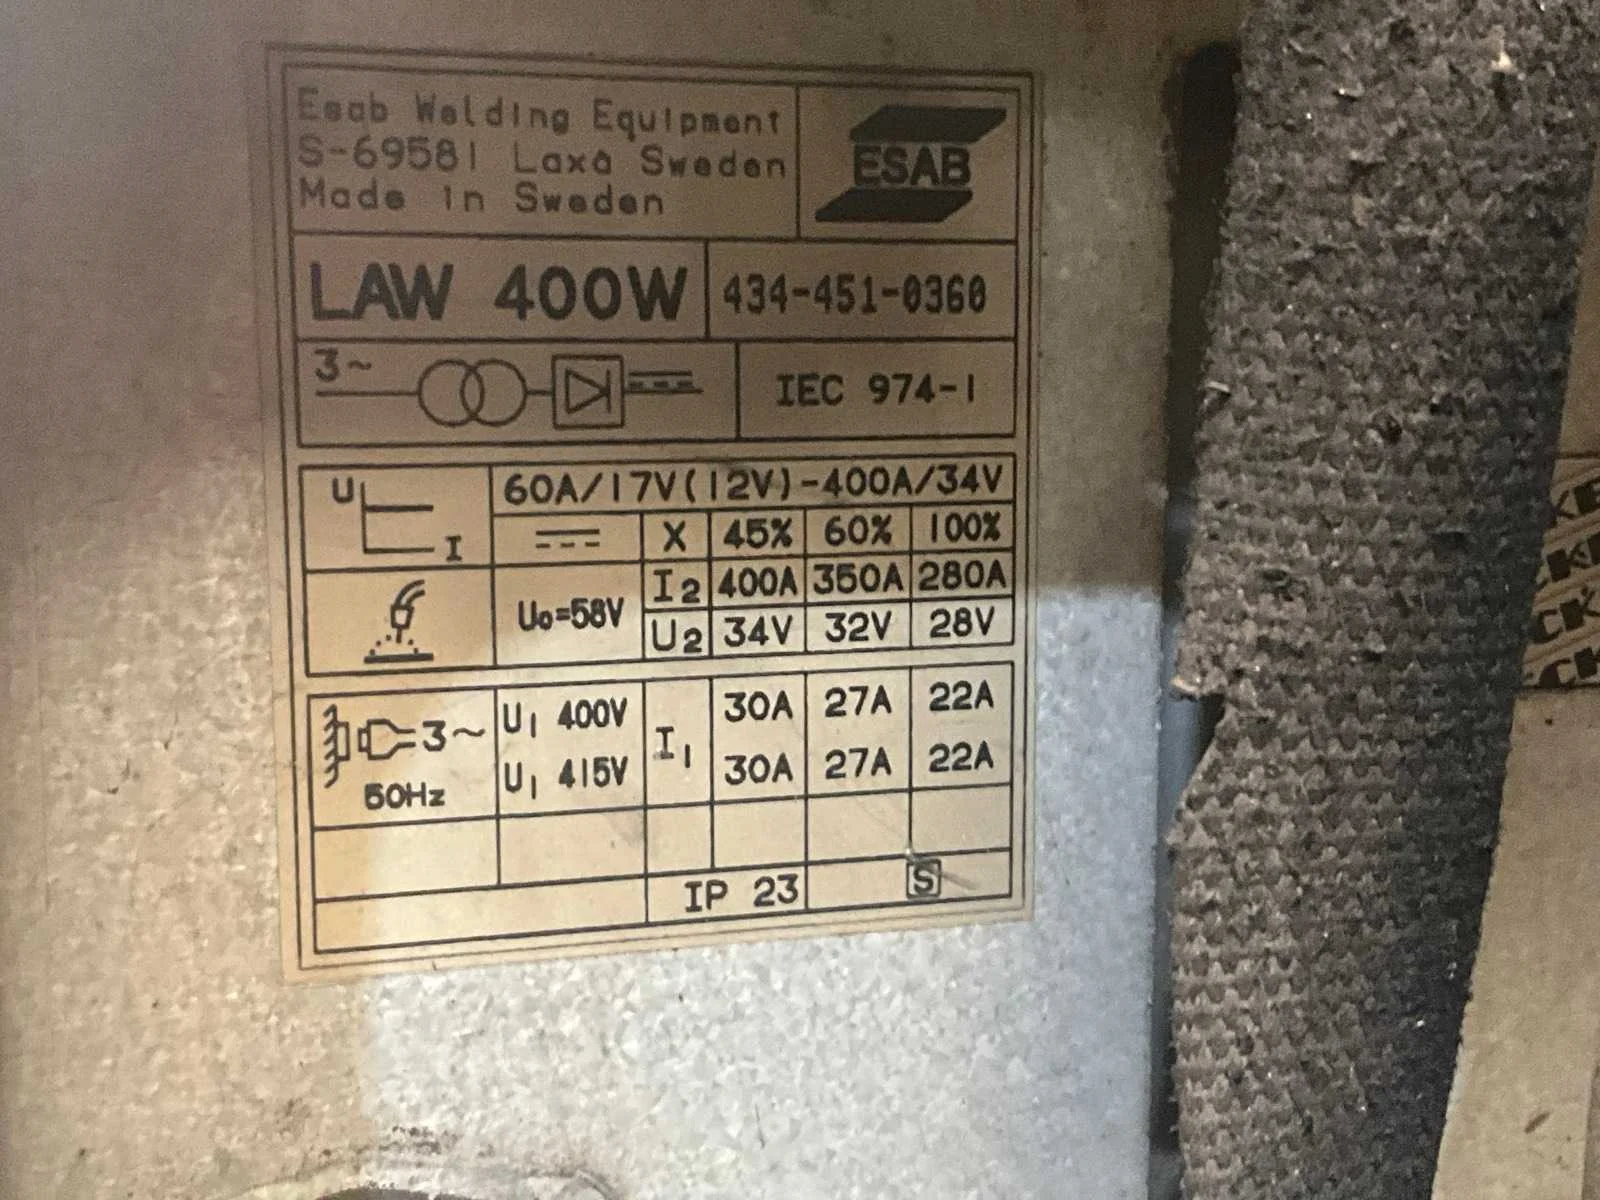 Esab Welding Equipment
S-69581 Laxå Sweden
Made in Sweden
ESAB
LAW 400W
434-451-0360
3~
IEC 974-1
U
I
60A/17V(12V)-400A/34V
X 45% 60% 100%
U0=58V
I2 400A 350A 280A
U2 34V 32V 28V
3~
50Hz
U1 400V
U1 415V
I1
30A 27A 22A
30A 27A 22A
IP 23
S